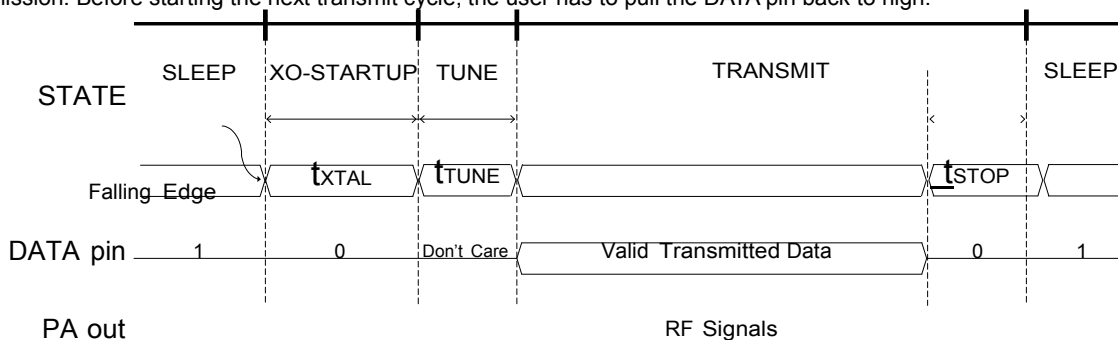 ission. Before starting the next transmit cycle, the user has to pull the DATA pin back to high.
SLEEP XO-STARTUP TUNE TRANSMIT SLEEP
STATE
tXTAL tTUNE tSTOP
Falling Edge
DATA pin 1 0 Don't Care Valid Transmitted Data 0 1
PA out RF Signals